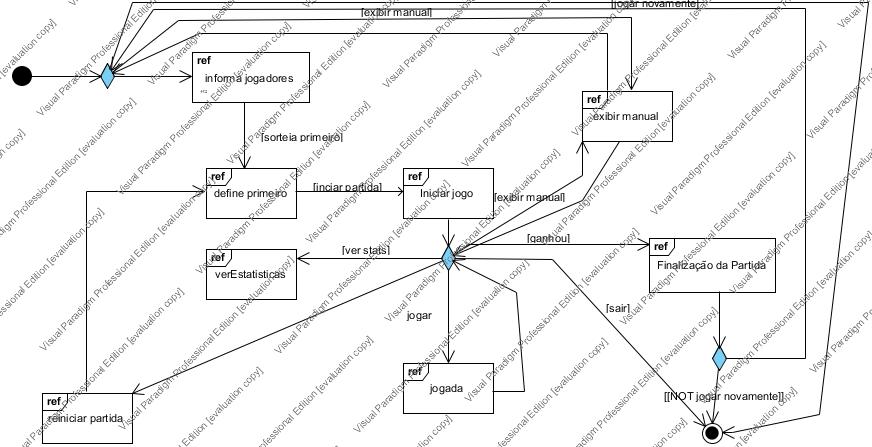 [jogar novamente]
[exibir manual]
ref
informa jogadores
ref
exibir manual
[sorteia primeiro]
ref
define primeiro
[inciar partida]
ref
Iniciar jogo
[exibir manual]
[ganhou]
ref
Finalização da Partida
[ver stats]
ref
verEstatisticas
[sair]
jogar
ref
jogada
ref
reiniciar partida
[[NOT jogar novamente]]
Visual Paradigm Professional Edition [evaluation copy]